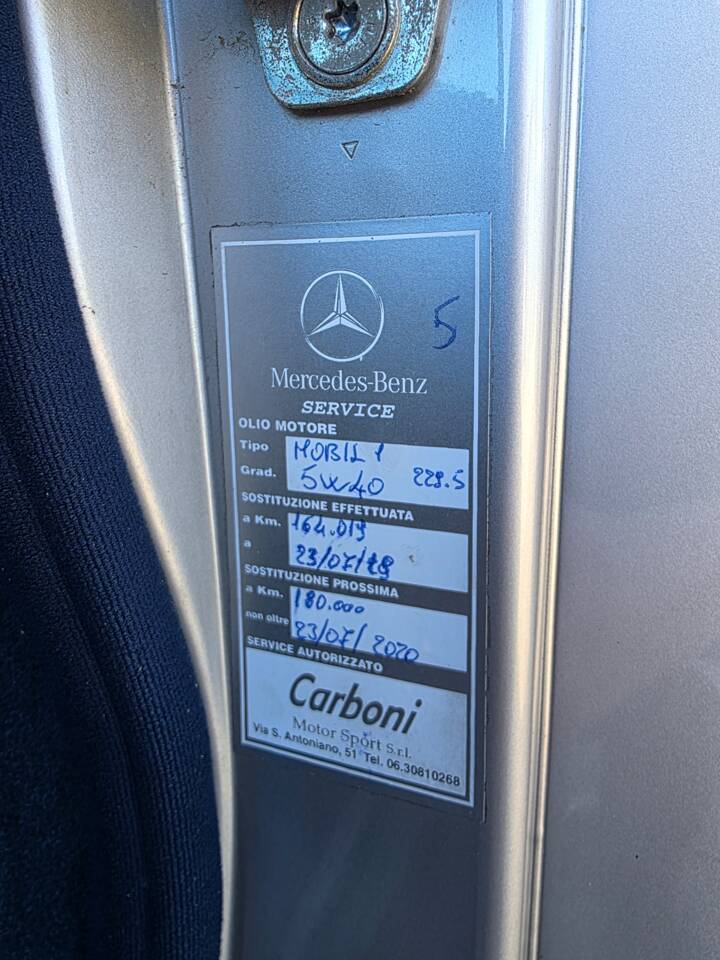 5
Mercedes-Benz
SERVICE
OLIO MOTORE
Tipo MOBIL 1
Grad. 5W40 229.5
SOSTITUZIONE EFFETTUATA
a Km. 164.019
a 23/07/19
SOSTITUZIONE PROSSIMA
a Km. 180.000
non oltre 23/07/2020
SERVICE AUTORIZZATO
Carboni
Motor Sport S.r.l.
Via S. Antoniano, 51 Tel. 06.30810268